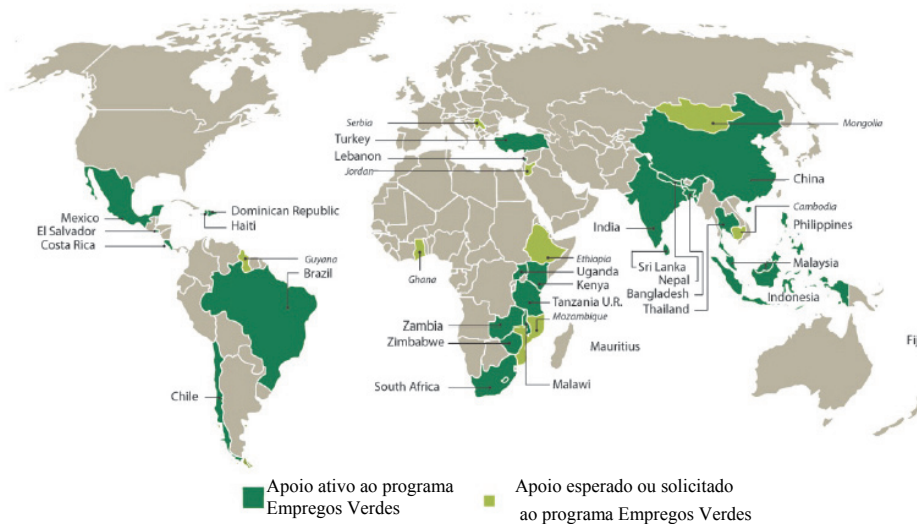 Serbia
Turkey
Lebanon
Jordan
Mongolia
China
Mexico
El Salvador
Costa Rica
Dominican Republic
Haiti
Guyana
Brazil
Chile
Ghana
Ethiopia
Uganda
Kenya
Tanzania U.R.
Mozambique
Zambia
Zimbabwe
South Africa
Malawi
Mauritius
India
Sri Lanka
Nepal
Bangladesh
Thailand
Cambodia
Philippines
Malaysia
Indonesia
Fij
Apoio ativo ao programa
Empregos Verdes
Apoio esperado ou solicitado
ao programa Empregos Verdes